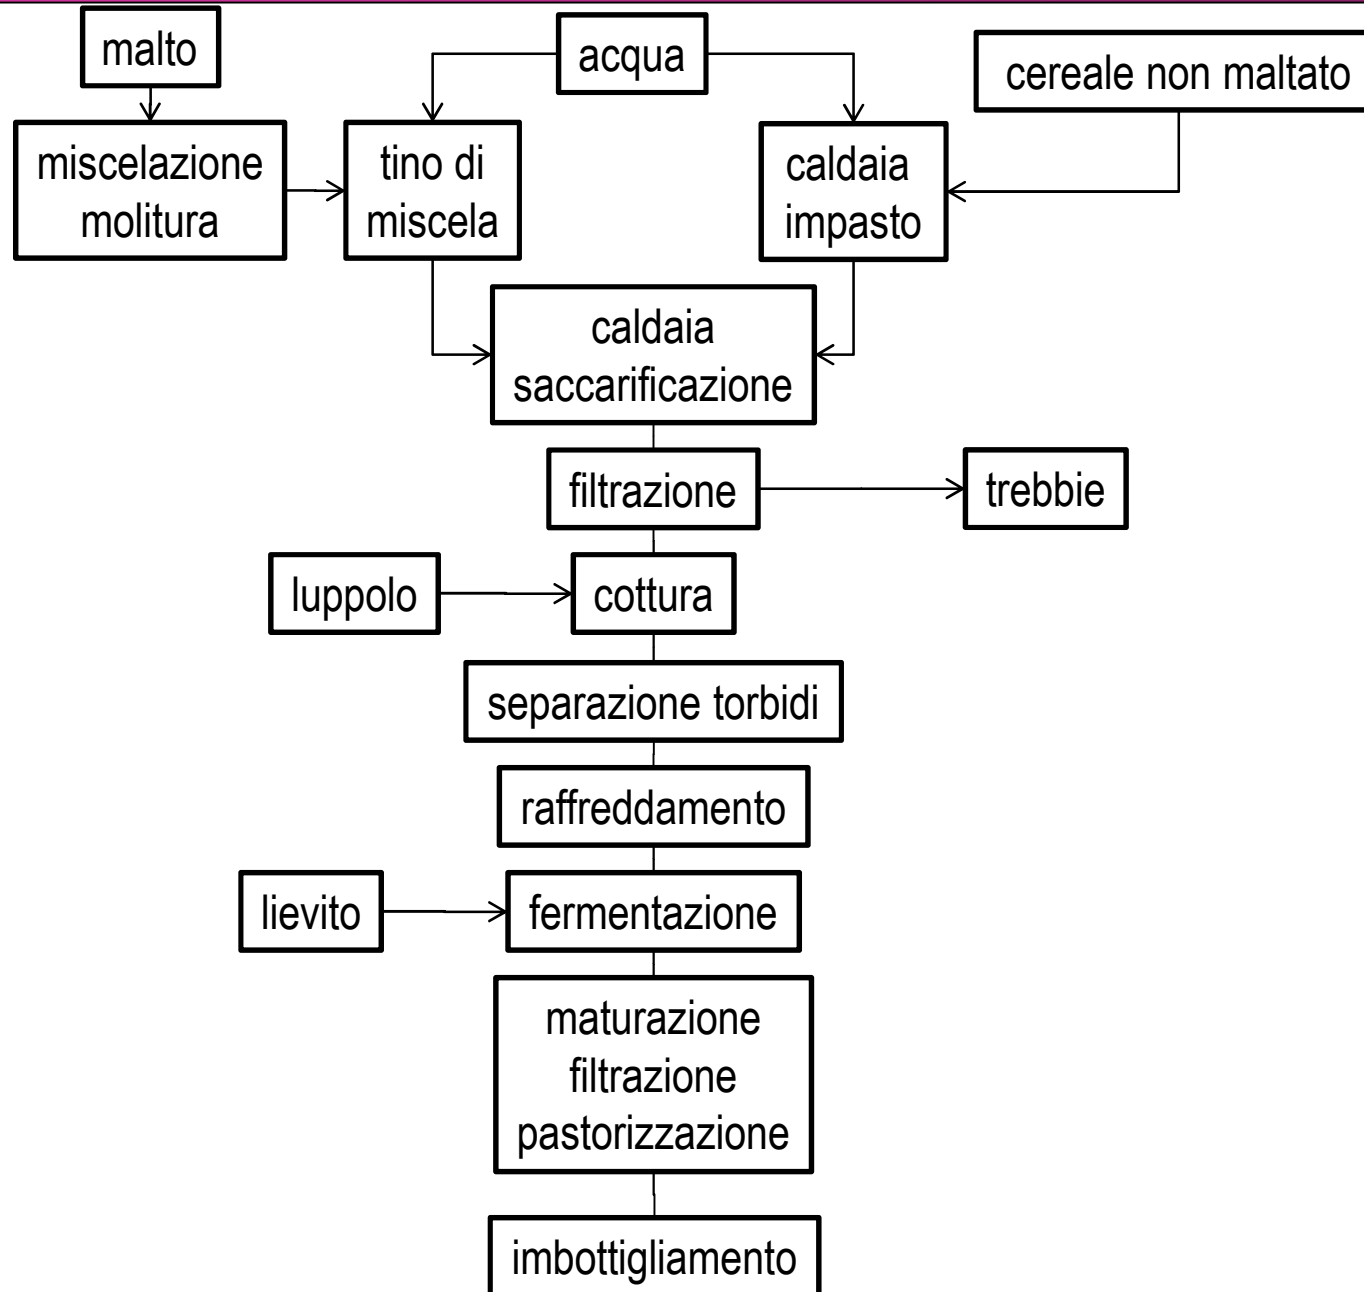 malto
acqua
cereale non maltato
miscelazione
molitura
tino di
miscela
caldaia
impasto
caldaia
saccarificazione
filtrazione
trebbie
luppolo
cottura
separazione torbidi
raffreddamento
lievito
fermentazione
maturazione
filtrazione
pastorizzazione
imbottigliamento